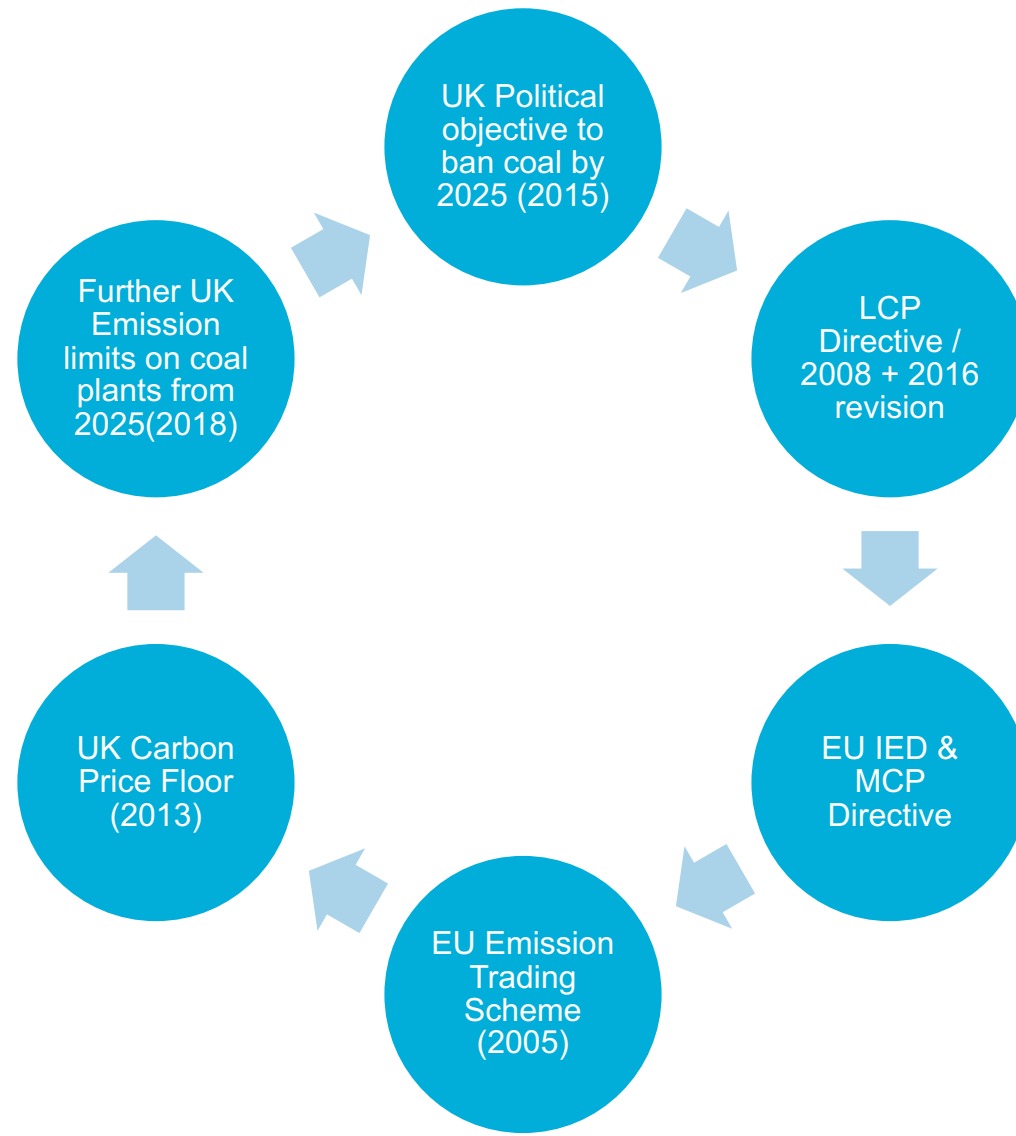 UK Political
objective to
ban coal by
2025 (2015)
LCP
Directive /
2008 + 2016
revision
EU IED &
MCP
Directive
EU Emission
Trading
Scheme
(2005)
UK Carbon
Price Floor
(2013)
Further UK
Emission
limits on coal
plants from
2025(2018)